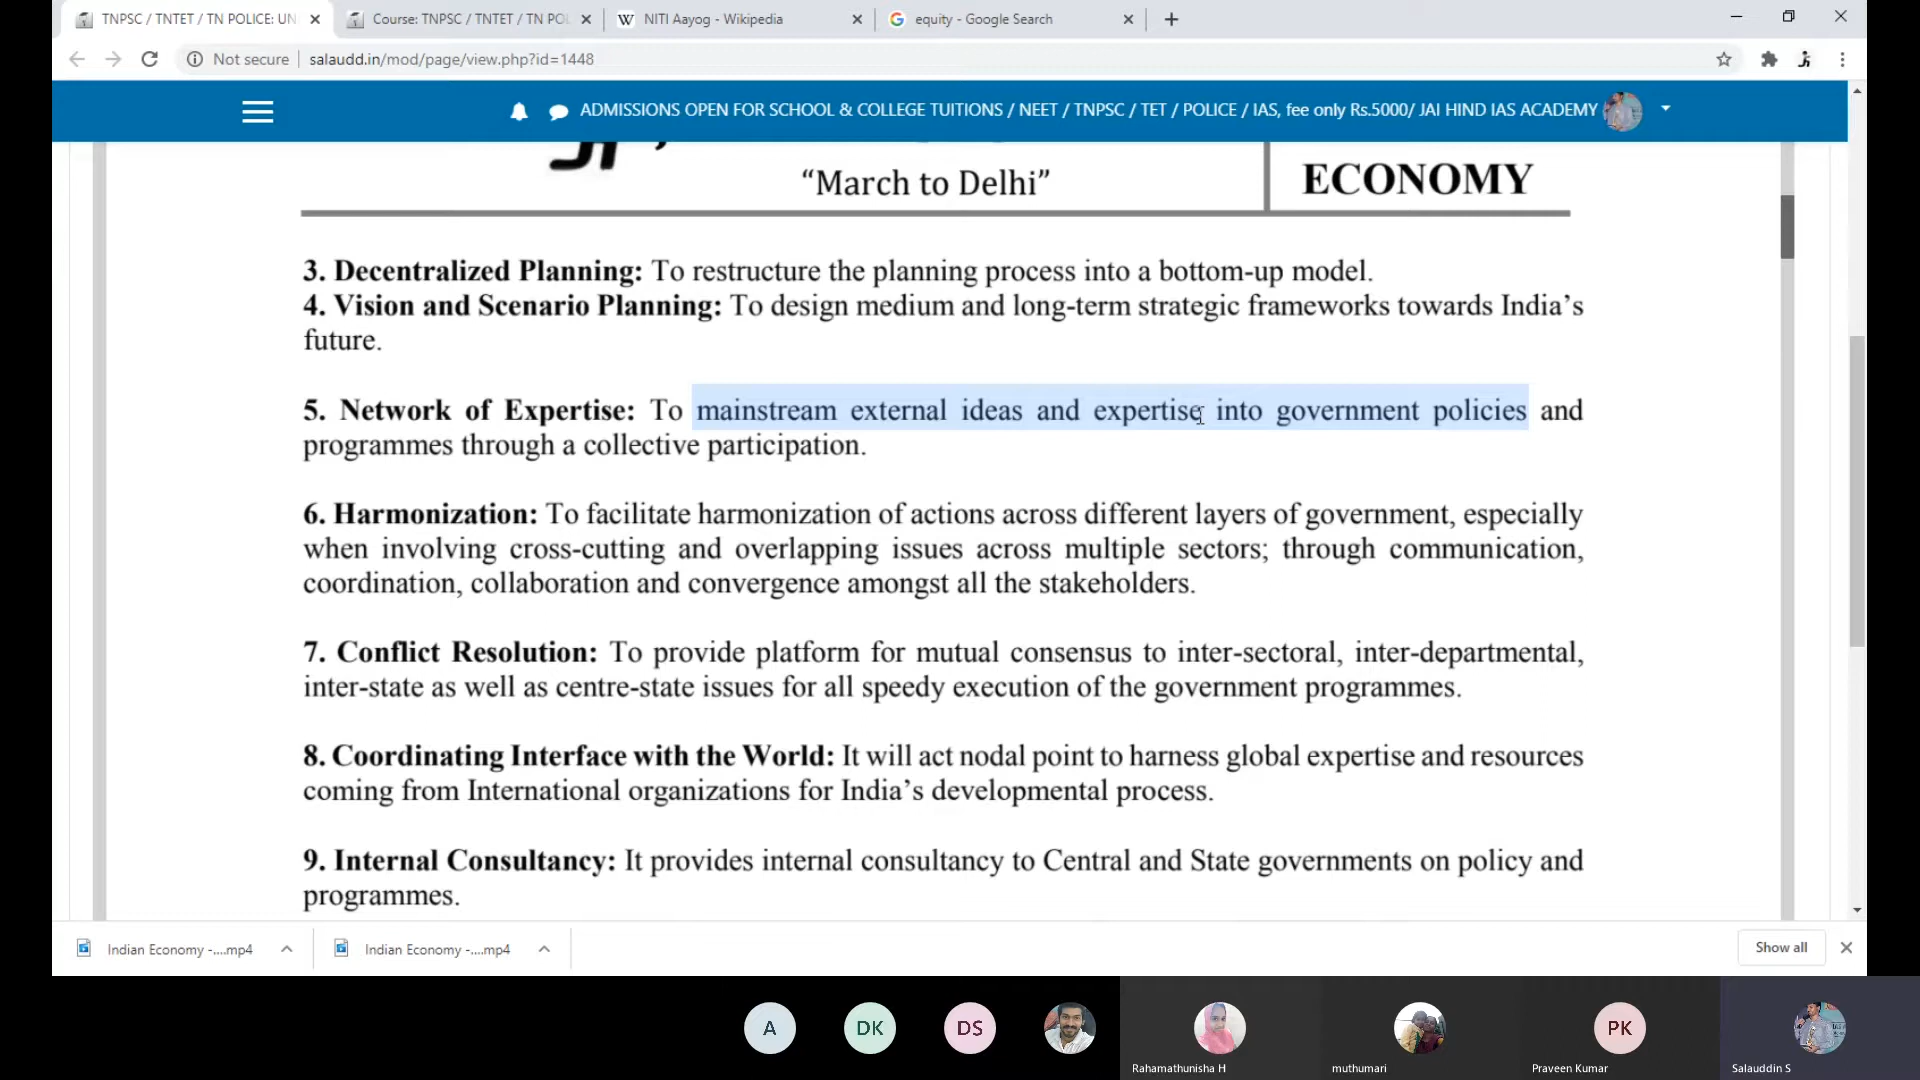 TNPSC / TNTET / TN POLICE: UN
Course: TNPSC / TNTET / TN POL
NITI Aayog - Wikipedia
equity - Google Search
Not secure
salaudd.in/mod/page/view.php?id=1448
ADMISSIONS OPEN FOR SCHOOL & COLLEGE TUITIONS / NEET / TNPSC / TET / POLICE / IAS, fee only Rs.5000/ JAI HIND IAS ACADEMY
“March to Delhi”
ECONOMY
3. Decentralized Planning: To restructure the planning process into a bottom-up model.
4. Vision and Scenario Planning: To design medium and long-term strategic frameworks towards India’s
future.
5. Network of Expertise: To mainstream external ideas and expertise into government policies and
programmes through a collective participation.
6. Harmonization: To facilitate harmonization of actions across different layers of government, especially
when involving cross-cutting and overlapping issues across multiple sectors; through communication,
coordination, collaboration and convergence amongst all the stakeholders.
7. Conflict Resolution: To provide platform for mutual consensus to inter-sectoral, inter-departmental,
inter-state as well as centre-state issues for all speedy execution of the government programmes.
8. Coordinating Interface with the World: It will act nodal point to harness global expertise and resources
coming from International organizations for India’s developmental process.
9. Internal Consultancy: It provides internal consultancy to Central and State governments on policy and
programmes.
Indian Economy -....mp4
Indian Economy -....mp4
Show all
A
DK
DS
PK
Rahamathunisha H
muthumari
Praveen Kumar
Salauddin S